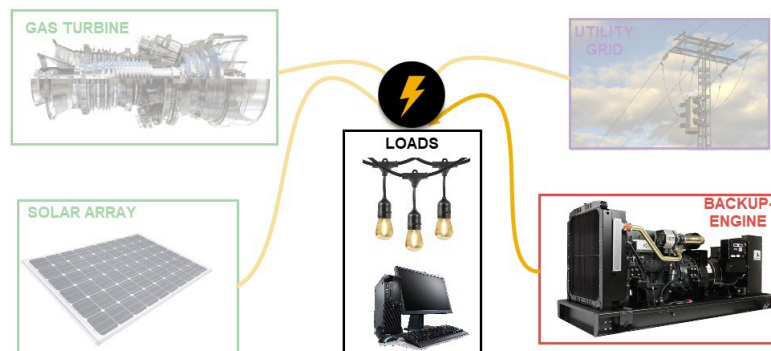 GAS TURBINE
UTILITY
GRID
LOADS
SOLAR ARRAY
BACKUP-
ENGINE